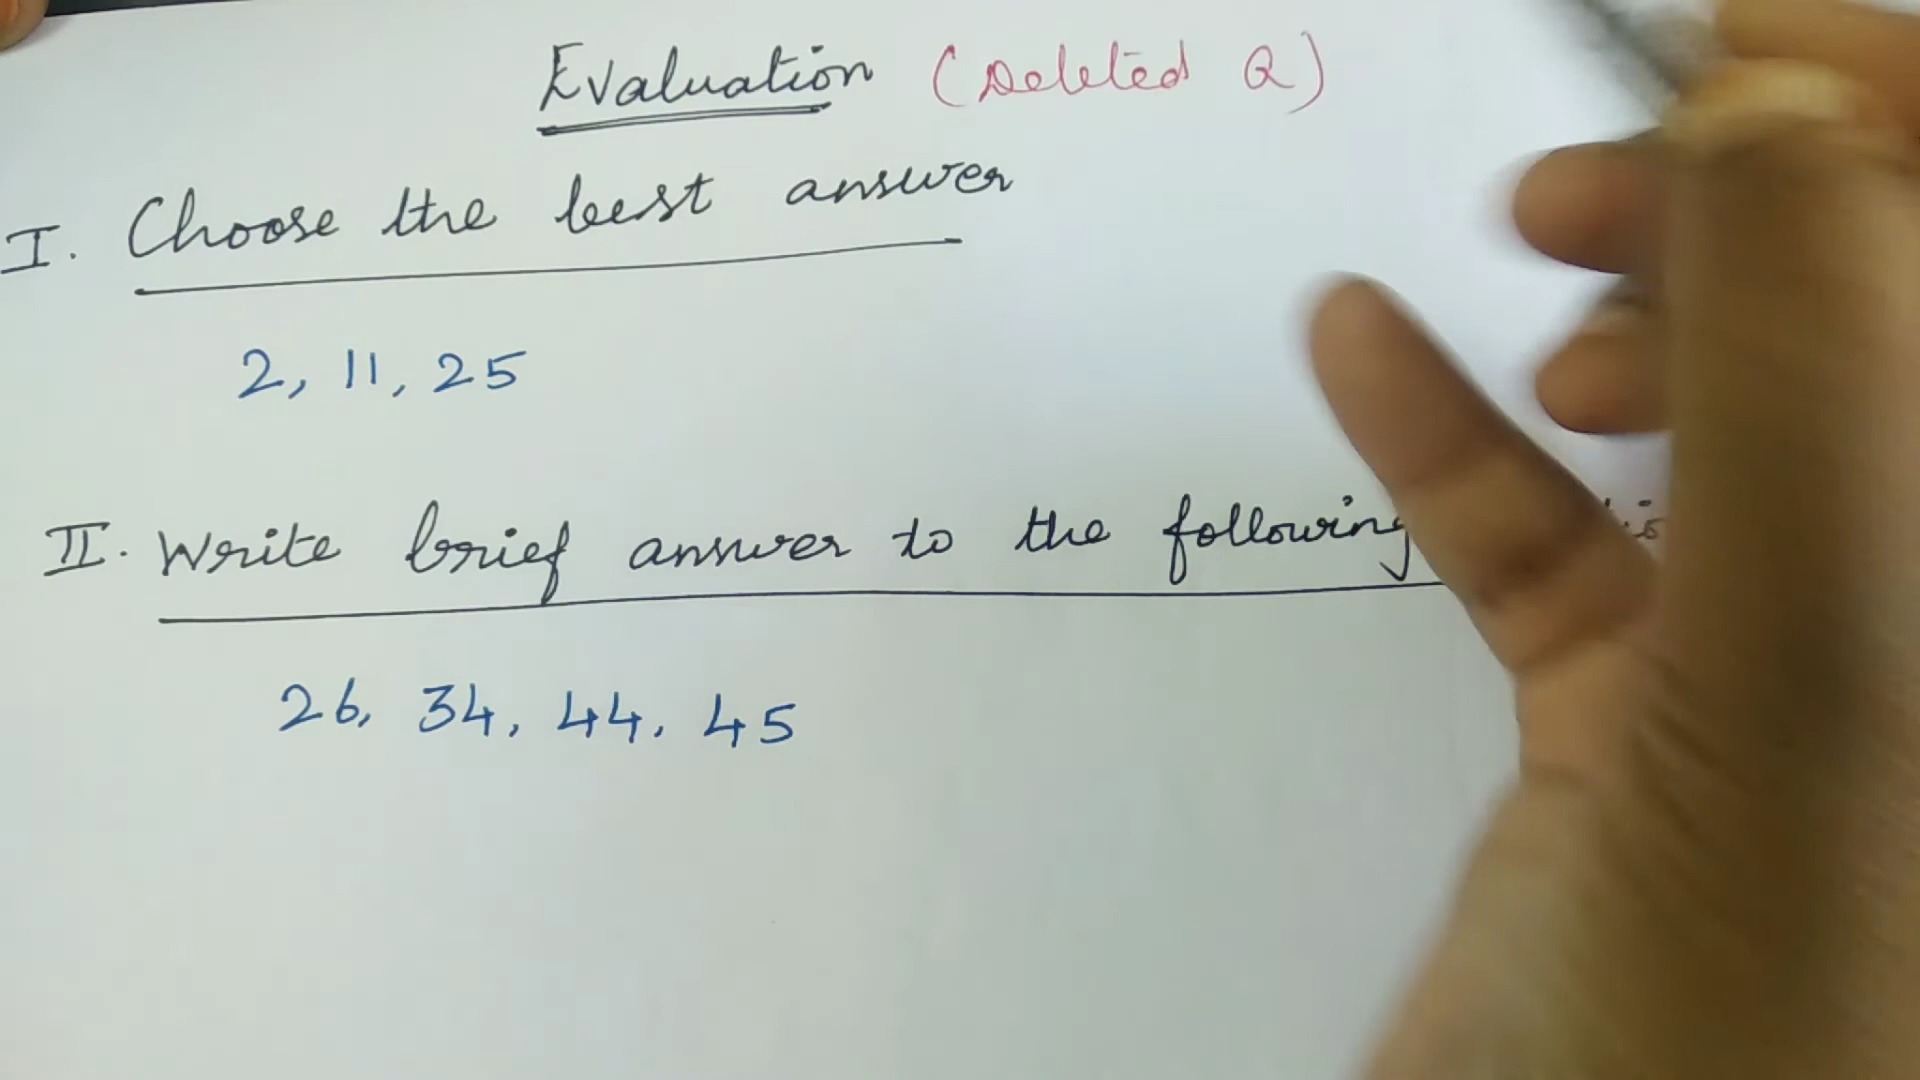 Evaluation (Deleted Q)
I. Choose the best answer
2, 11, 25
II. Write brief answer to the following
26, 34, 44, 45